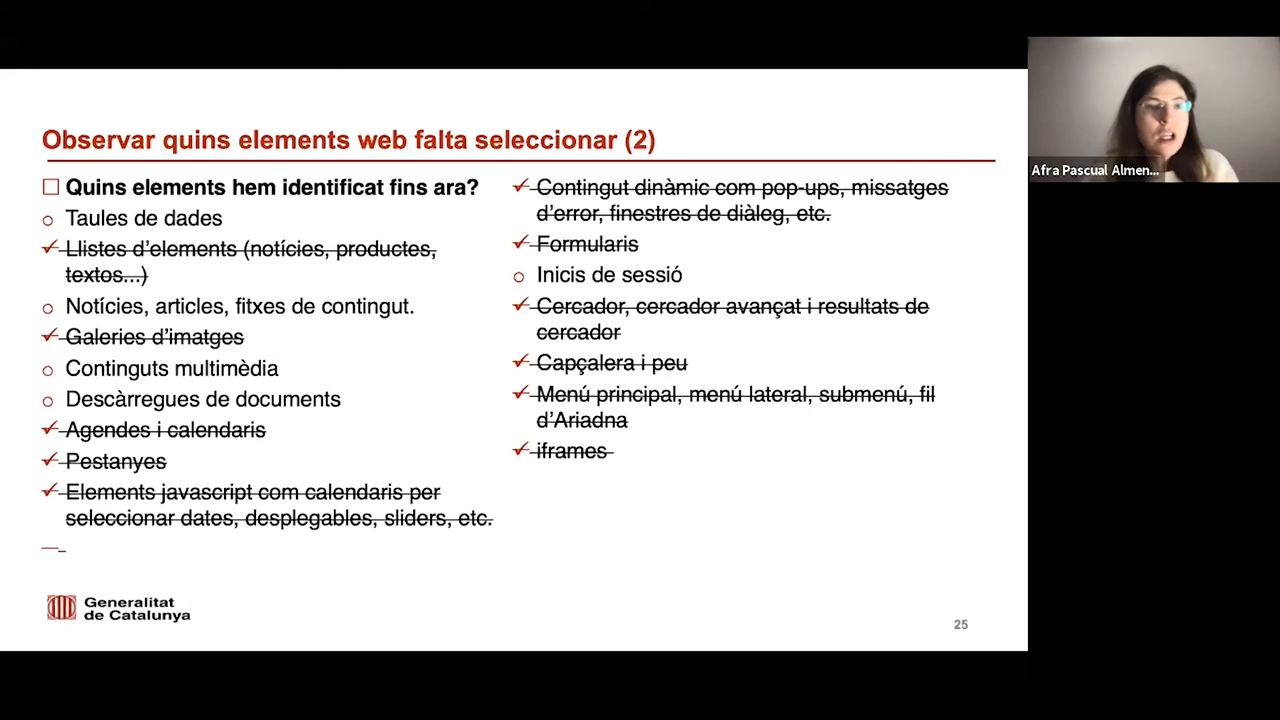 Observar quins elements web falta seleccionar (2)
Quins elements hem identificat fins ara?
Taules de dades
Llistes d'elements (notícies, productes,
textos...)
Notícies, articles, fitxes de contingut.
Galeries d'imatges
Continguts multimèdia
Descàrregues de documents
Agendes i calendaris
Pestanyes
Elements javascript com calendaris per
seleccionar dates, desplegables, sliders, etc.
Contingut dinàmic com pop-ups, missatges
d'error, finestres de diàleg, etc.
Formularis
Inicis de sessió
Cercador, cercador avançat i resultats de
cercador
Capçalera i peu
Menú principal, menú lateral, submenú, fil
d'Ariadna
iframes
Generalitat
de Catalunya
25
Afra Pascual Almen...